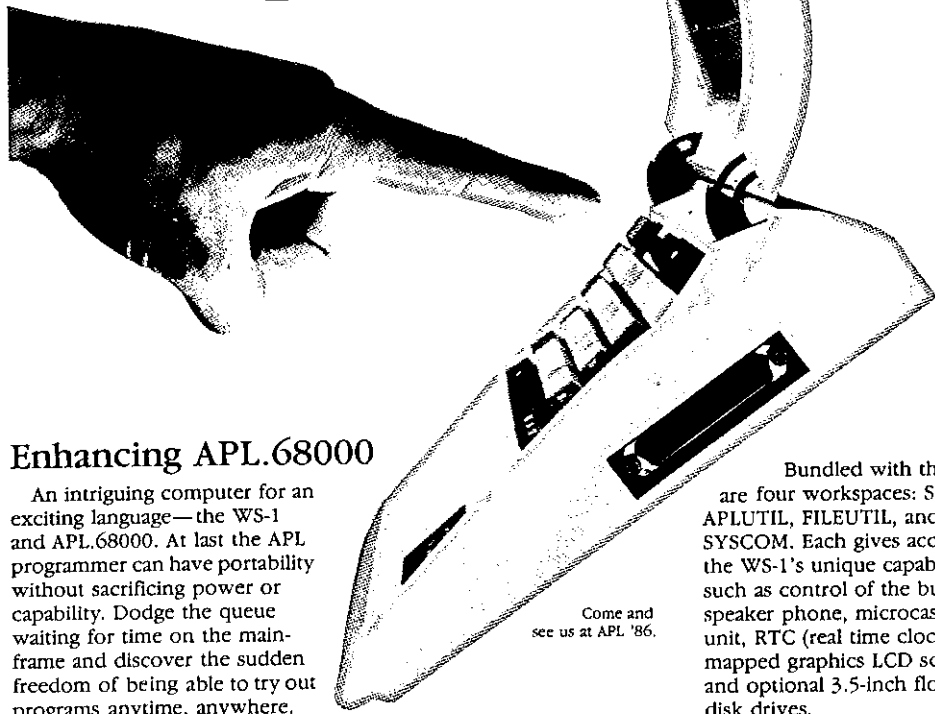 Enhancing APL.68000
An intriguing computer for an
exciting language—the WS-1
and APL.68000. At last the APL
programmer can have portability
without sacrificing power or
capability. Dodge the queue
waiting for time on the main-
frame and discover the sudden
freedom of being able to try out
programs anytime, anywhere.
Come and
see us at APL '86.
Bundled with th
are four workspaces: S
APLUTIL, FILEUTIL, and
SYSCOM. Each gives acc
the WS-1's unique capab
such as control of the bu
speaker phone, microcas
unit, RTC (real time cloc
mapped graphics LCD sc
and optional 3.5-inch flo
disk drives.